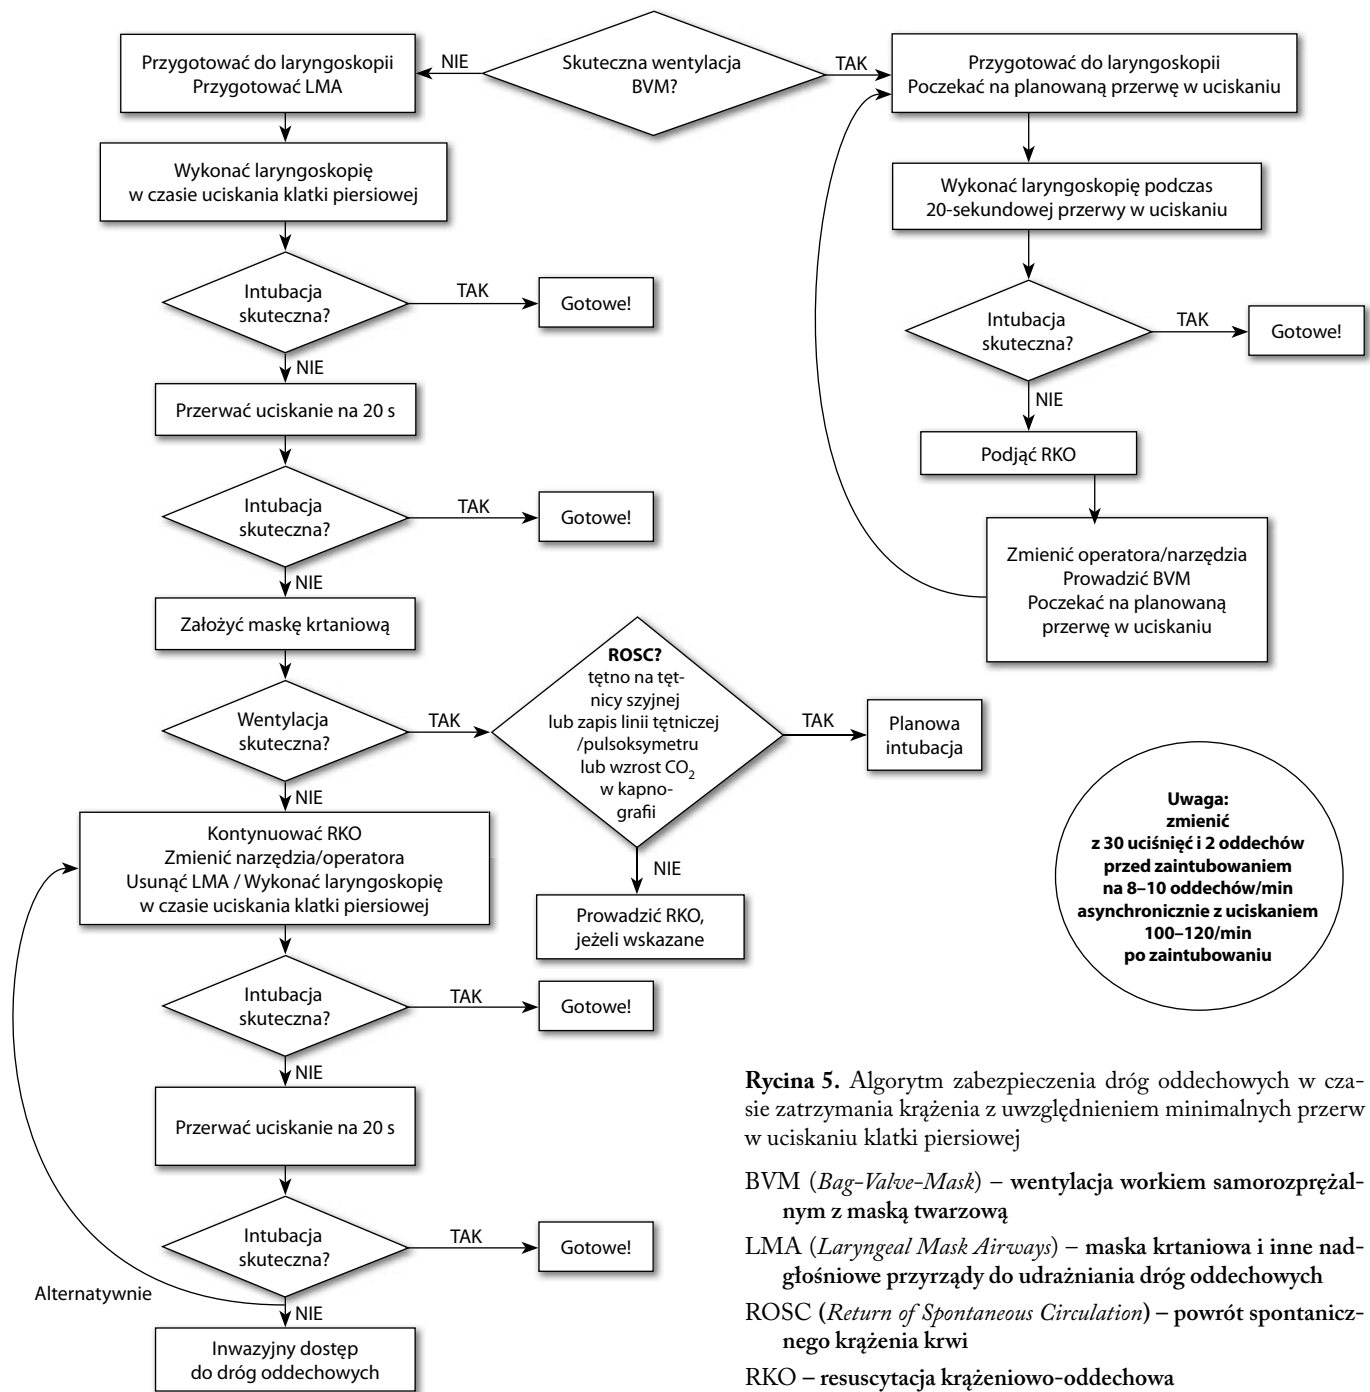 Skuteczna wentylacja
BVM?
NIE
TAK
Przygotować do laryngoskopii
Przygotować LMA
Wykonać laryngoskopię
w czasie uciskania klatki piersiowej
Intubacja
skuteczna?
TAK
Gotowe!
NIE
Przerwać uciskanie na 20 s
Intubacja
skuteczna?
TAK
Gotowe!
NIE
Założyć maskę krtaniową
Wentylacja
skuteczna?
TAK
ROSC?
tętno na tęt-
nicy szyjnej
lub zapis linii tętniczej
/pulsoksymetru
lub wzrost CO₂
w kapno-
grafii
TAK
Planowa
intubacja
NIE
Prowadzić RKO,
jeżeli wskazane
NIE
Kontynuować RKO
Zmienić narzędzia/operatora
Usunąć LMA / Wykonać laryngoskopię
w czasie uciskania klatki piersiowej
Intubacja
skuteczna?
TAK
Gotowe!
NIE
Przerwać uciskanie na 20 s
Intubacja
skuteczna?
TAK
Gotowe!
Alternatywnie
NIE
Inwazyjny dostęp
do dróg oddechowych
Przygotować do laryngoskopii
Poczekać na planowaną przerwę w uciskaniu
Wykonać laryngoskopię podczas
20-sekundowej przerwy w uciskaniu
Intubacja
skuteczna?
TAK
Gotowe!
NIE
Podjąć RKO
Zmienić operatora/narzędzia
Prowadzić BVM
Poczekać na planowaną
przerwę w uciskaniu
Uwaga:
zmienić
z 30 uciśnięć i 2 oddechów
przed zaintubowaniem
na 8–10 oddechów/min
asynchronicznie z uciskaniem
100–120/min
po zaintubowaniu
Rycina 5. Algorytm zabezpieczenia dróg oddechowych w cza-
sie zatrzymania krążenia z uwzględnieniem minimalnych przerw
w uciskaniu klatki piersiowej
BVM (Bag-Valve-Mask) – wentylacja workiem samorozprężal-
nym z maską twarzową
LMA (Laryngeal Mask Airways) – maska krtaniowa i inne nad-
głośniowe przyrządy do udrażniania dróg oddechowych
ROSC (Return of Spontaneous Circulation) – powrót spontanicz-
nego krążenia krwi
RKO – resuscytacja krążeniowo-oddechowa